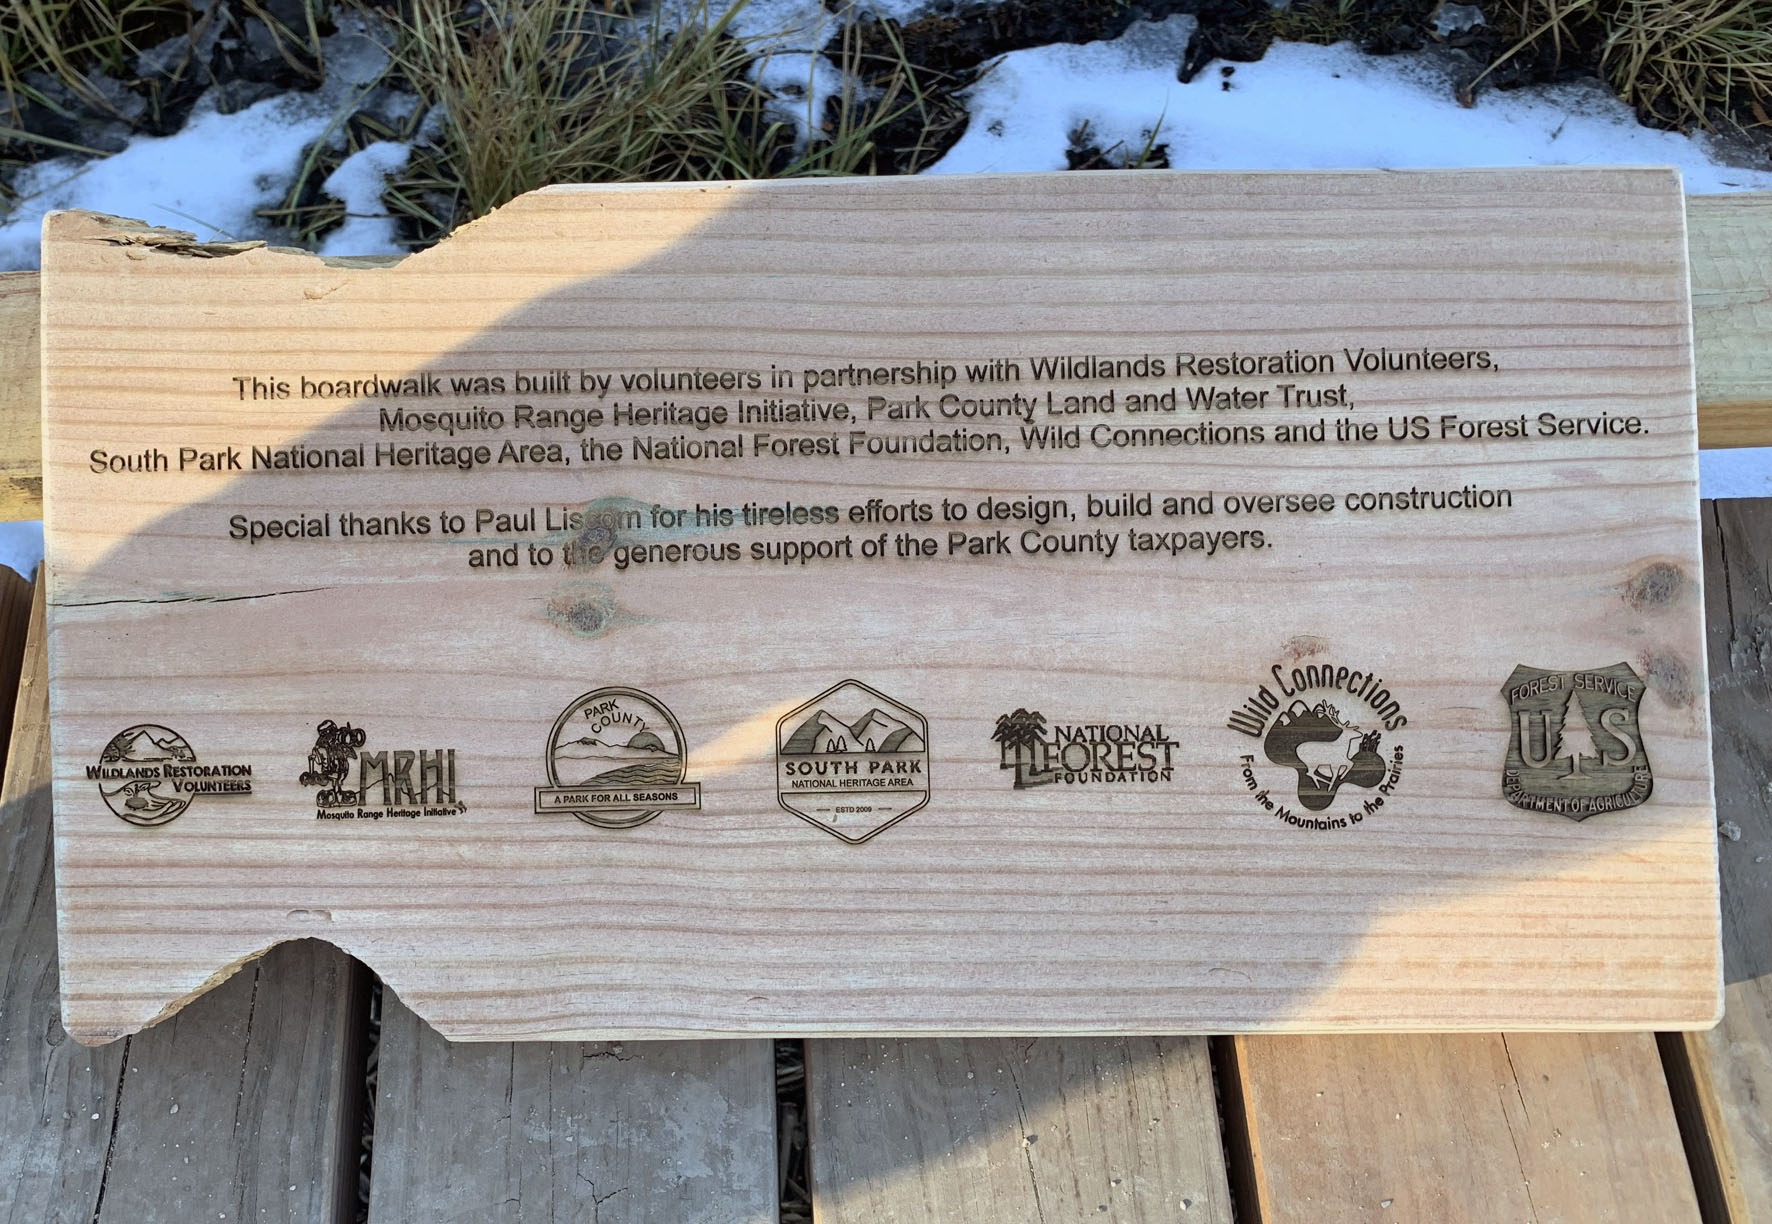 This boardwalk was built by volunteers in partnership with Wildlands Restoration Volunteers,
Mosquito Range Heritage Initiative, Park County Land and Water Trust,
South Park National Heritage Area, the National Forest Foundation, Wild Connections and the US Forest Service.
Special thanks to Paul Liscom for his tireless efforts to design, build and oversee construction
and to the generous support of the Park County taxpayers.
WILDLANDS RESTORATION
VOLUNTEERS
MRHI
Mosquito Range Heritage Initiative
PARK
COUNTY
A PARK FOR ALL SEASONS
SOUTH PARK
NATIONAL HERITAGE AREA
ESTD 2009
NATIONAL
FOREST
FOUNDATION
Wild Connections
From the Mountains to the Prairies
FOREST SERVICE
US
DEPARTMENT OF AGRICULTURE